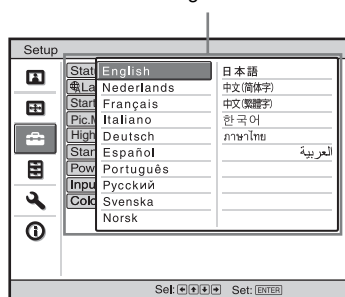 Setup
English
Nederlands
Français
Italiano
Deutsch
Español
Português
Русский
Svenska
Norsk
日本語
中文(简体字)
中文(繁體字)
한국어
ภาษาไทย
العربية
Stat
La
Start
Pic.M
High
Star
Pow
Inpu
Colo
Sel: Set: ENTER